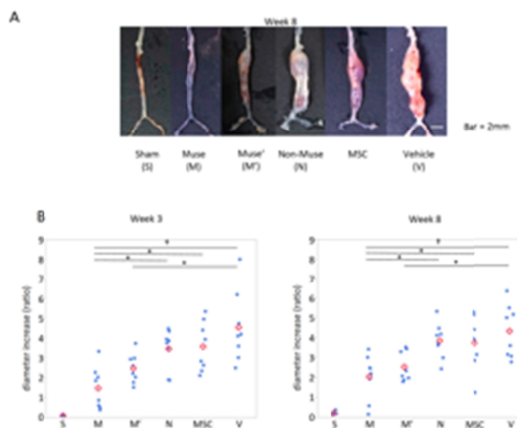 A
Week 8
Bar = 2mm
Sham Muse Muse' Non-Muse MSC Vehicle
(S) (M) (M') (N) (V)
B
Week 3 Week 8
diameter increase (ratio)
9
8
7
6
5
4
3
2
1
0
S M M' N MSC V
diameter increase (ratio)
9
8
7
6
5
4
3
2
1
0
S M M' N MSC V